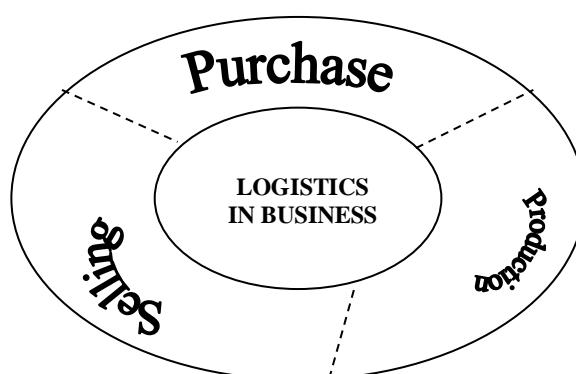 Purchase
LOGISTICS
IN BUSINESS
Production
Selling